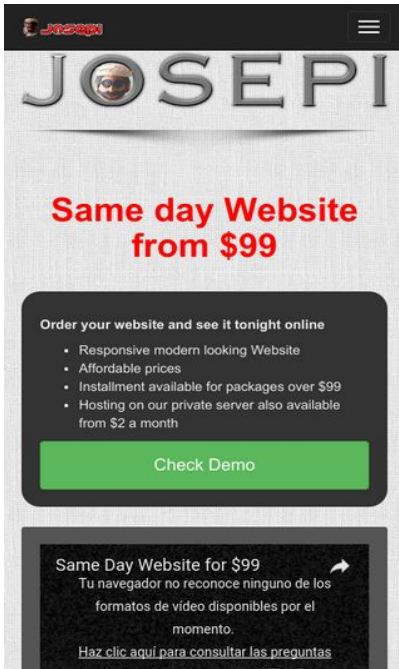 JOSEPI
JOSEPI
Same day Website
from $99
Order your website and see it tonight online
• Responsive modern looking Website
• Affordable prices
• Installment available for packages over $99
• Hosting on our private server also available
from $2 a month
Check Demo
Same Day Website for $99
Tu navegador no reconoce ninguno de los
formatos de vídeo disponibles por el
momento.
Haz clic aquí para consultar las preguntas